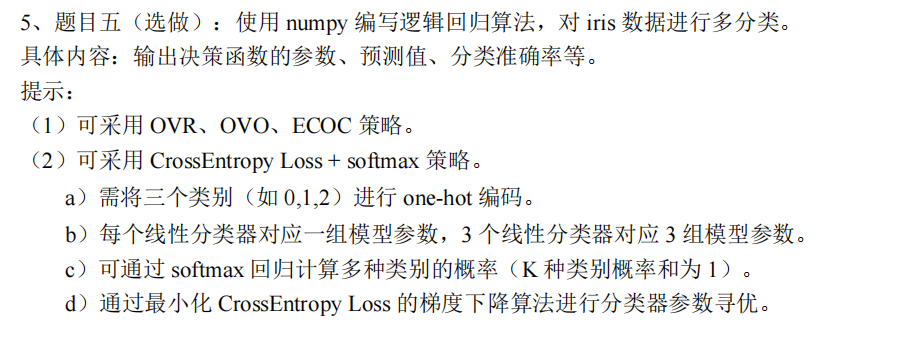 5、题目五（选做）：使用 numpy 编写逻辑回归算法，对 iris 数据进行多分类。
具体内容：输出决策函数的参数、预测值、分类准确率等。
提示：
（1）可采用 OVR、OVO、ECOC 策略。
（2）可采用 CrossEntropy Loss + softmax 策略。
a）需将三个类别（如 0,1,2）进行 one-hot 编码。
b）每个线性分类器对应一组模型参数，3 个线性分类器对应 3 组模型参数。
c）可通过 softmax 回归计算多种类别的概率（K 种类别概率和为 1）。
d）通过最小化 CrossEntropy Loss 的梯度下降算法进行分类器参数寻优。